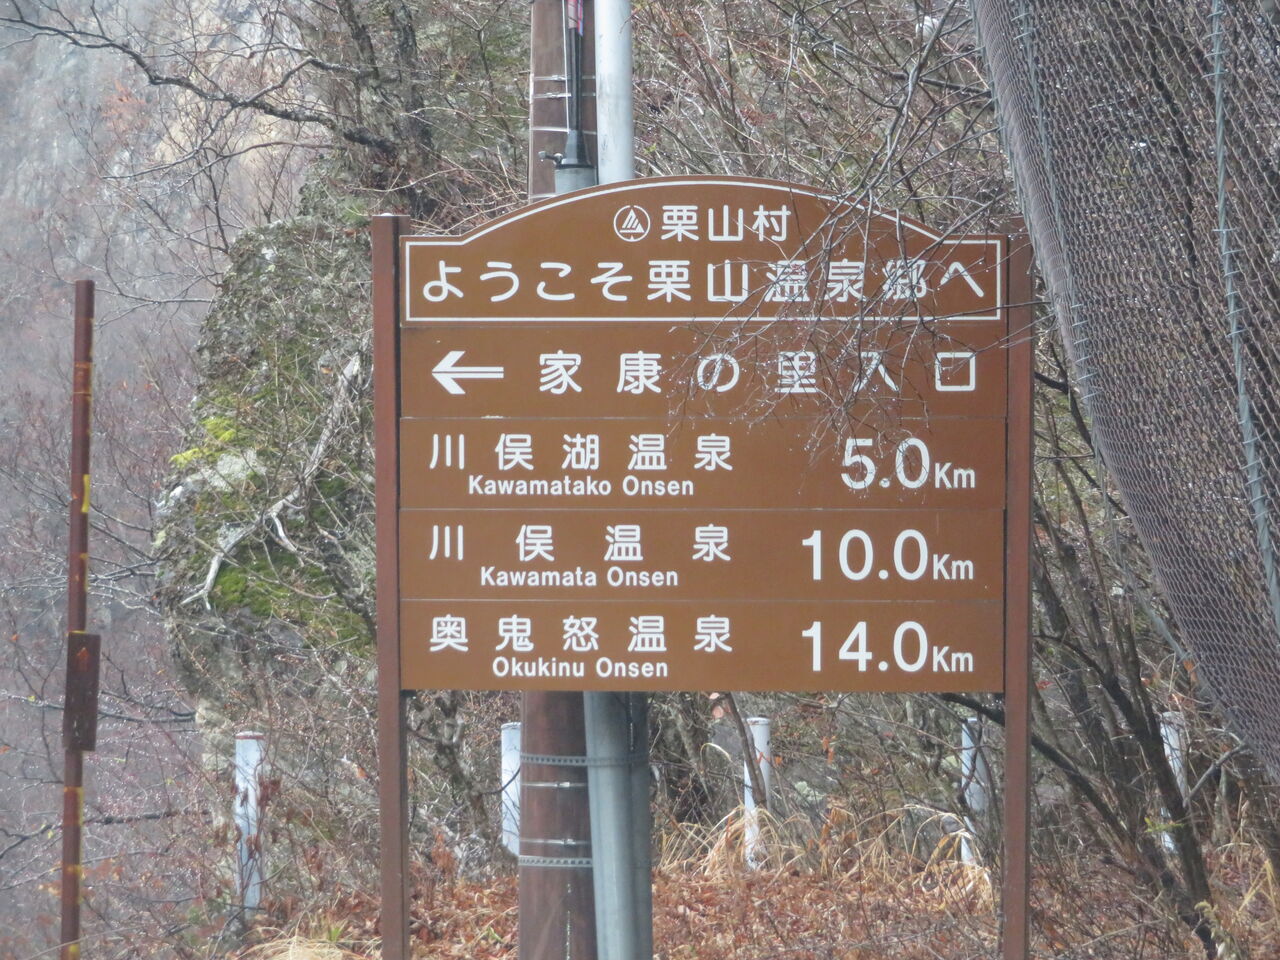 栗山村
ようこそ栗山温泉郷へ
← 家康の里入口
川俣湖温泉 5.0Km
Kawamatako Onsen
川俣温泉 10.0Km
Kawamata Onsen
奥鬼怒温泉 14.0Km
Okukinu Onsen